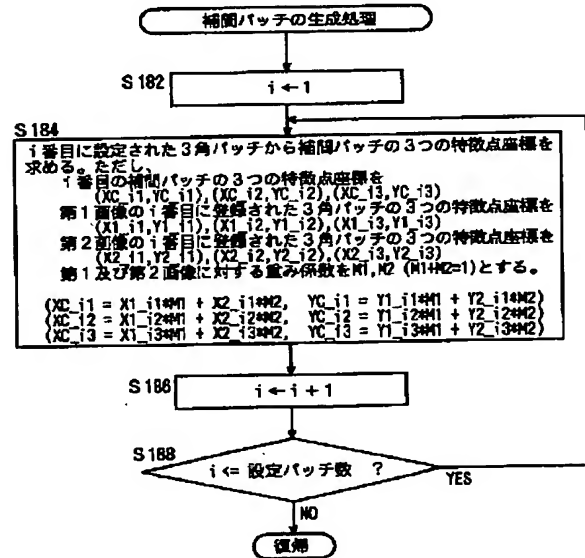 補間パッチの生成処理
S182
i←1
S184
i番目に設定された3角パッチから補間パッチの3つの特徴点座標を
求める。ただし、
i番目の補間パッチの3つの特徴点座標を
(XC_i1,YC_i1),(XC_i2,YC_i2),(XC_i3,YC_i3)
第1画像のi番目に登録された3角パッチの3つの特徴点座標を
(X1_i1,Y1_i1),(X1_i2,Y1_i2),(X1_i3,Y1_i3)
第2画像のi番目に登録された3角パッチの3つの特徴点座標を
(X2_i1,Y2_i1),(X2_i2,Y2_i2),(X2_i3,Y2_i3)
第1及び第2画像に対する重み係数をM1,M2 (M1+M2=1)とする。
(XC_i1 = X1_i1*M1 + X2_i1*M2, YC_i1 = Y1_i1*M1 + Y2_i1*M2)
(XC_i2 = X1_i2*M1 + X2_i2*M2, YC_i2 = Y1_i2*M1 + Y2_i2*M2)
(XC_i3 = X1_i3*M1 + X2_i3*M2, YC_i3 = Y1_i3*M1 + Y2_i3*M2)
S186
i←i+1
S188
i <= 設定パッチ数 ?
YES
NO
復帰